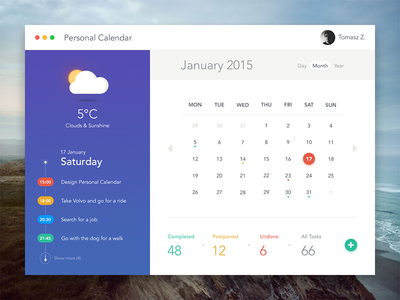 Personal Calendar
Tomasz Z.
5°C
Clouds & Sunshine
17 January
Saturday
15:00 Design Personal Calendar
16:00 Take Volvo and go for a ride
20:30 Search for a job
21:45 Go with the dog for a walk
Show more (4)
January 2015
Day Month Year
MON TUE WED THU FRI SAT SUN
29 30 31 1 2 3 4
5 6 7 8 9 10 11
12 13 14 15 16 17 18
19 20 21 22 23 24 25
26 27 28 29 30 31 1
Completed
48
Postponed
12
Undone
6
All Tasks
66